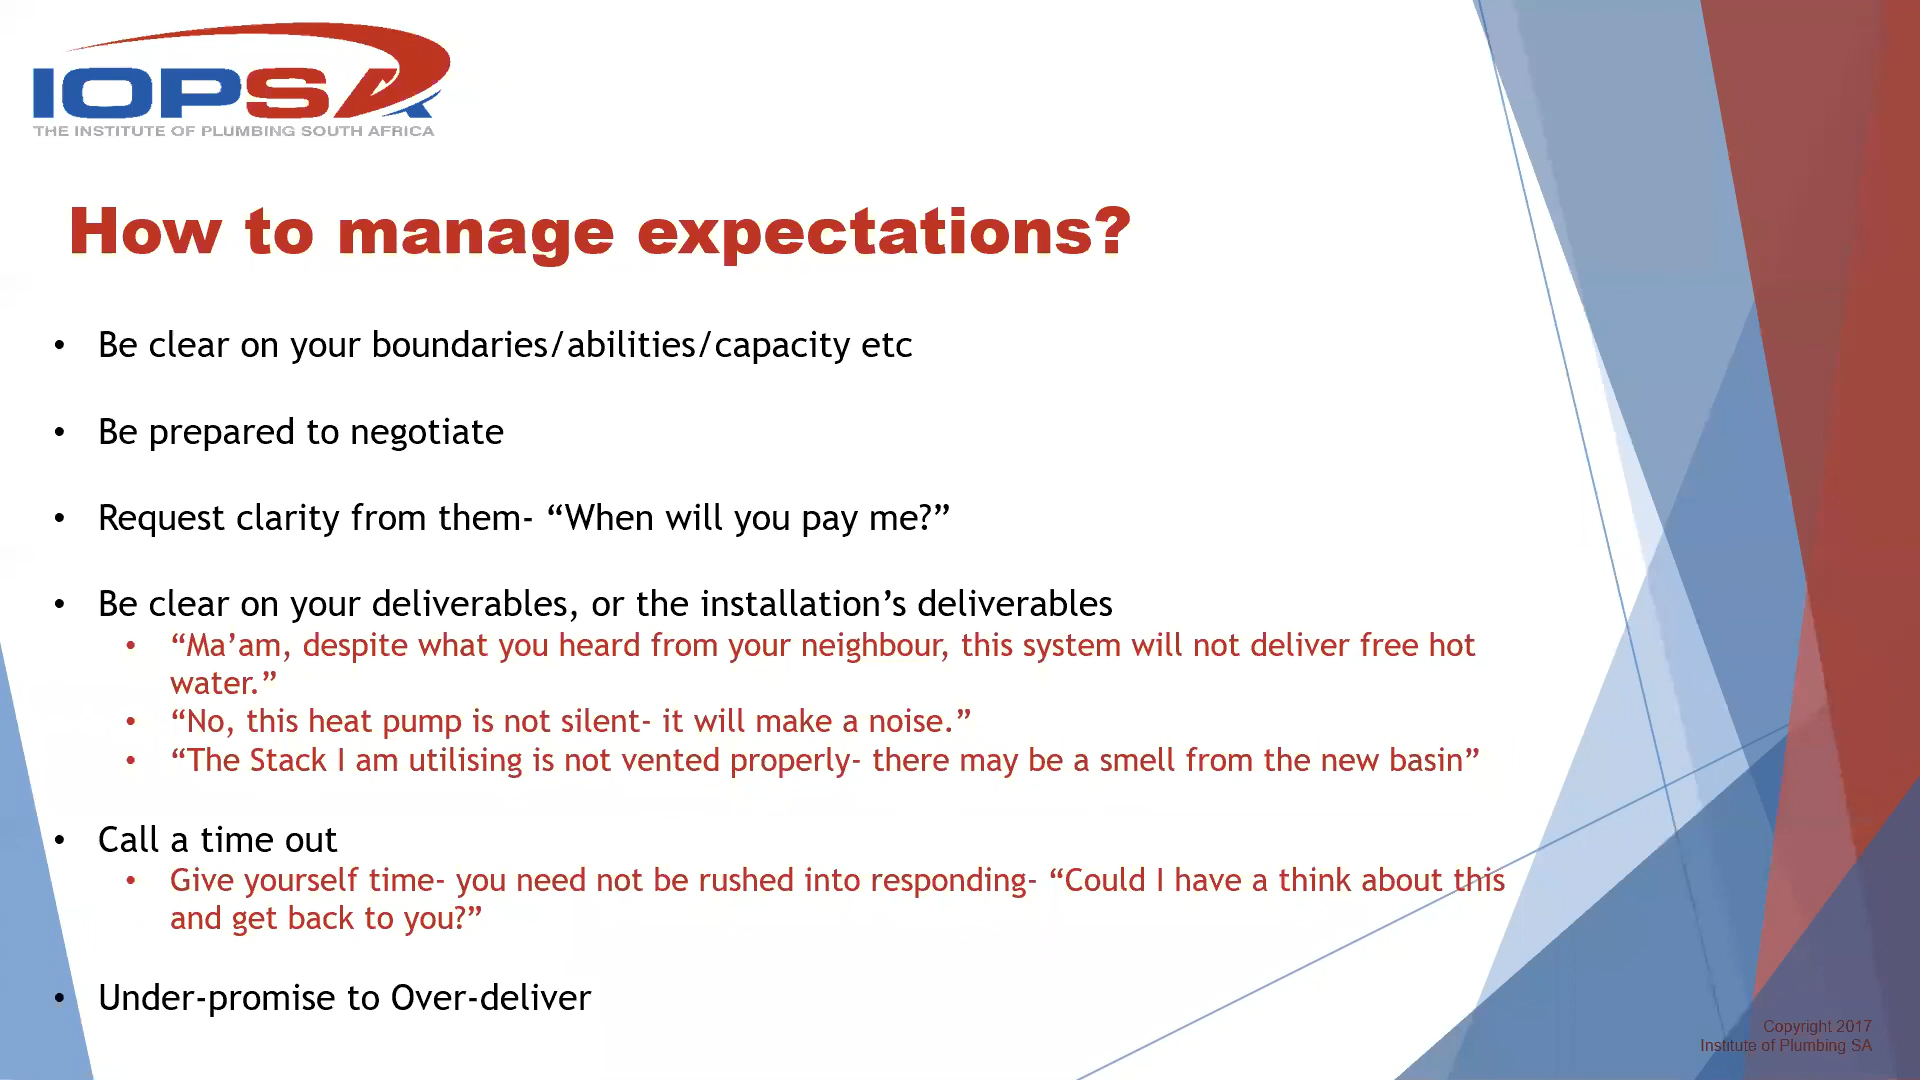 IOPSA
THE INSTITUTE OF PLUMBING SOUTH AFRICA
How to manage expectations?
• Be clear on your boundaries/abilities/capacity etc
• Be prepared to negotiate
• Request clarity from them- “When will you pay me?”
• Be clear on your deliverables, or the installation’s deliverables
• “Ma’am, despite what you heard from your neighbour, this system will not deliver free hot
water.”
• “No, this heat pump is not silent- it will make a noise.”
• “The Stack I am utilising is not vented properly- there may be a smell from the new basin”
• Call a time out
• Give yourself time- you need not be rushed into responding- “Could I have a think about this
and get back to you?”
• Under-promise to Over-deliver
Copyright 2017
Institute of Plumbing SA